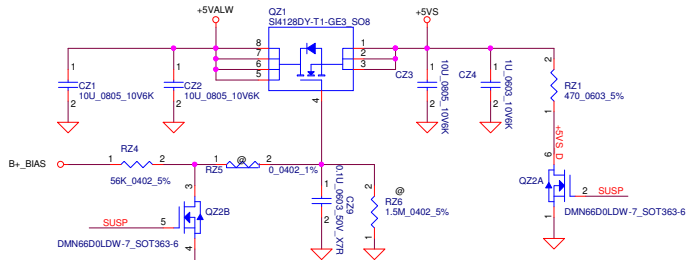 +5VALW
QZ1
SI4128DY-T1-GE3_SO8
+5VS
8
7
6
5
1
2
3
4
1
CZ1
10U_0805_10V6K
2
1
CZ2
10U_0805_10V6K
2
CZ3
1
2
10U_0805_10V6K
CZ4
1
2
1U_0603_10V6K
2
RZ1
470_0603_5%
1
+5VS_D
6
QZ2A
2
SUSP
1
DMN66D0LDW-7_SOT363-6
B+_BIAS
1
RZ4
2
56K_0402_5%
1
@
2
RZ5
0_0402_1%
3
QZ2B
SUSP
5
4
DMN66D0LDW-7_SOT363-6
1
2
0.1U_0603_50V_X7R
CZ9
2
@
RZ6
1.5M_0402_5%
1